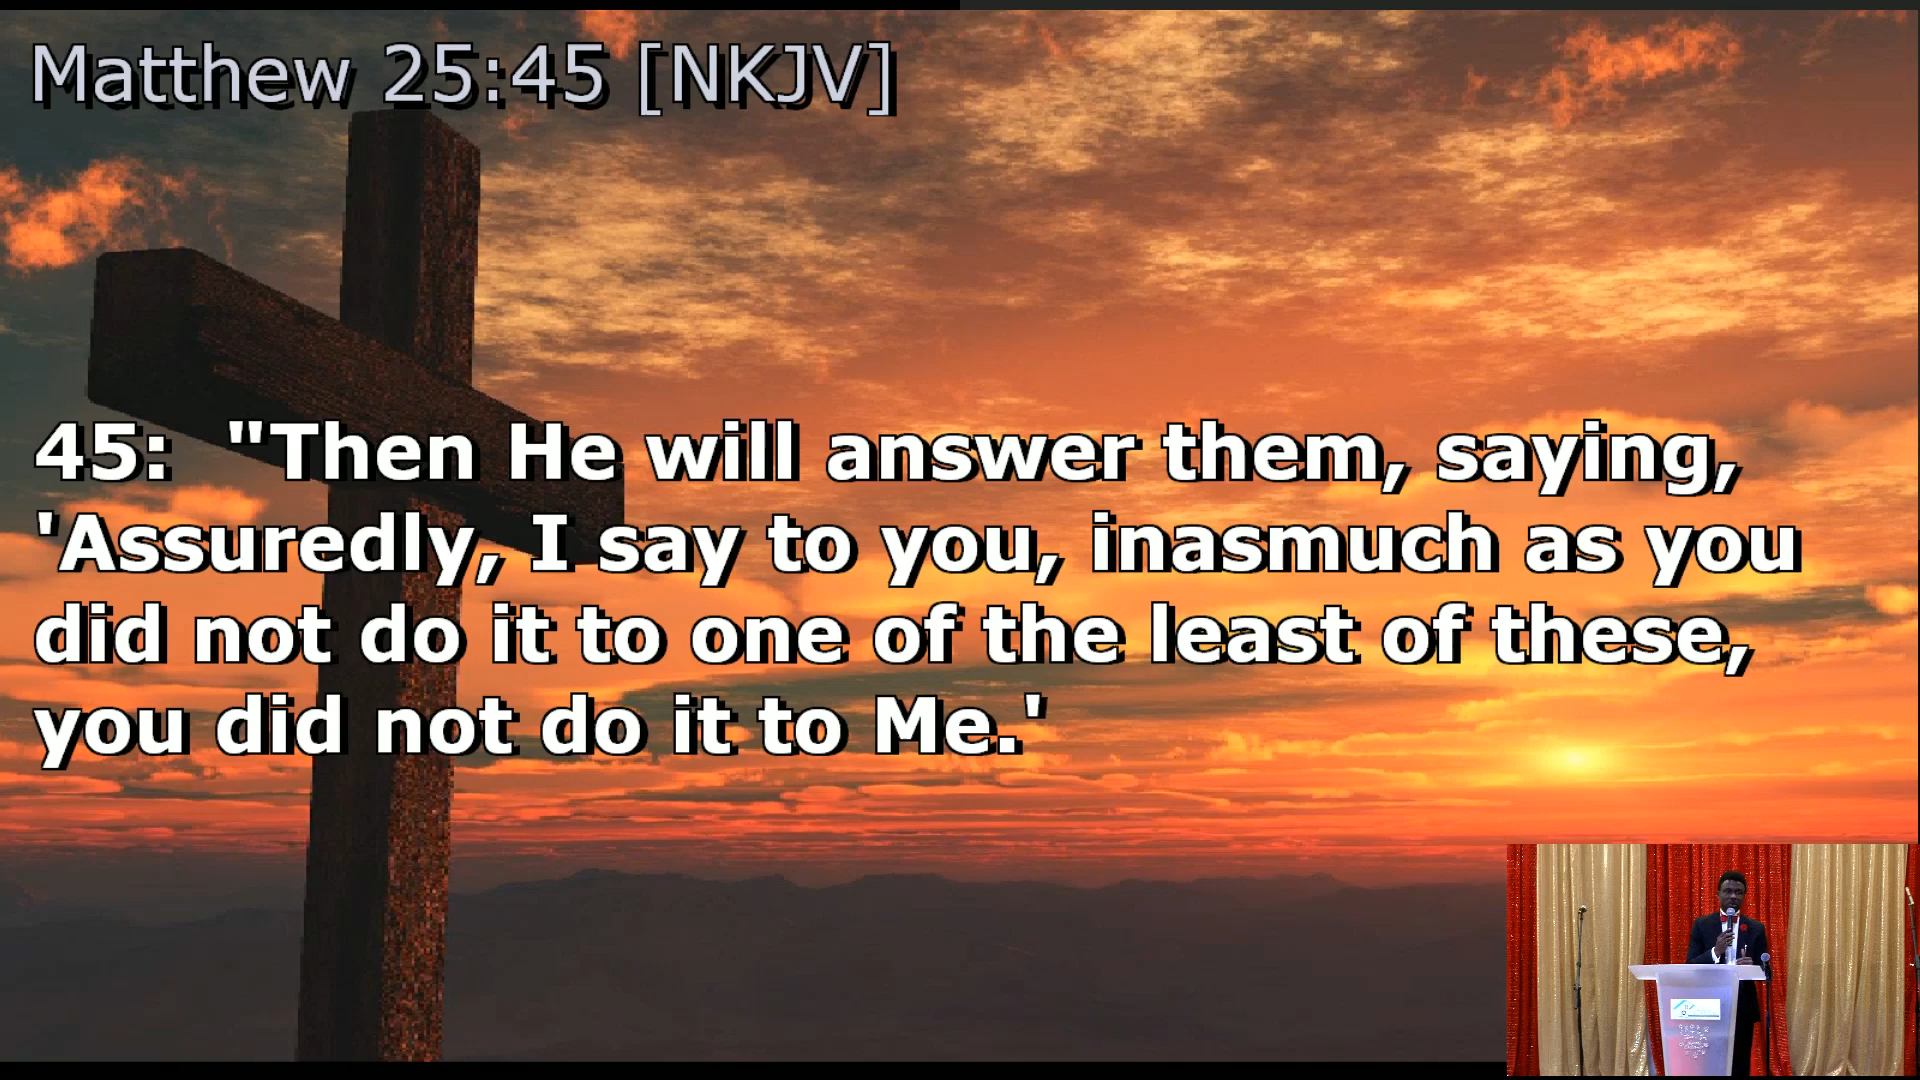 Matthew 25:45 [NKJV]
45: "Then He will answer them, saying,
'Assuredly, I say to you, inasmuch as you
did not do it to one of the least of these,
you did not do it to Me.'